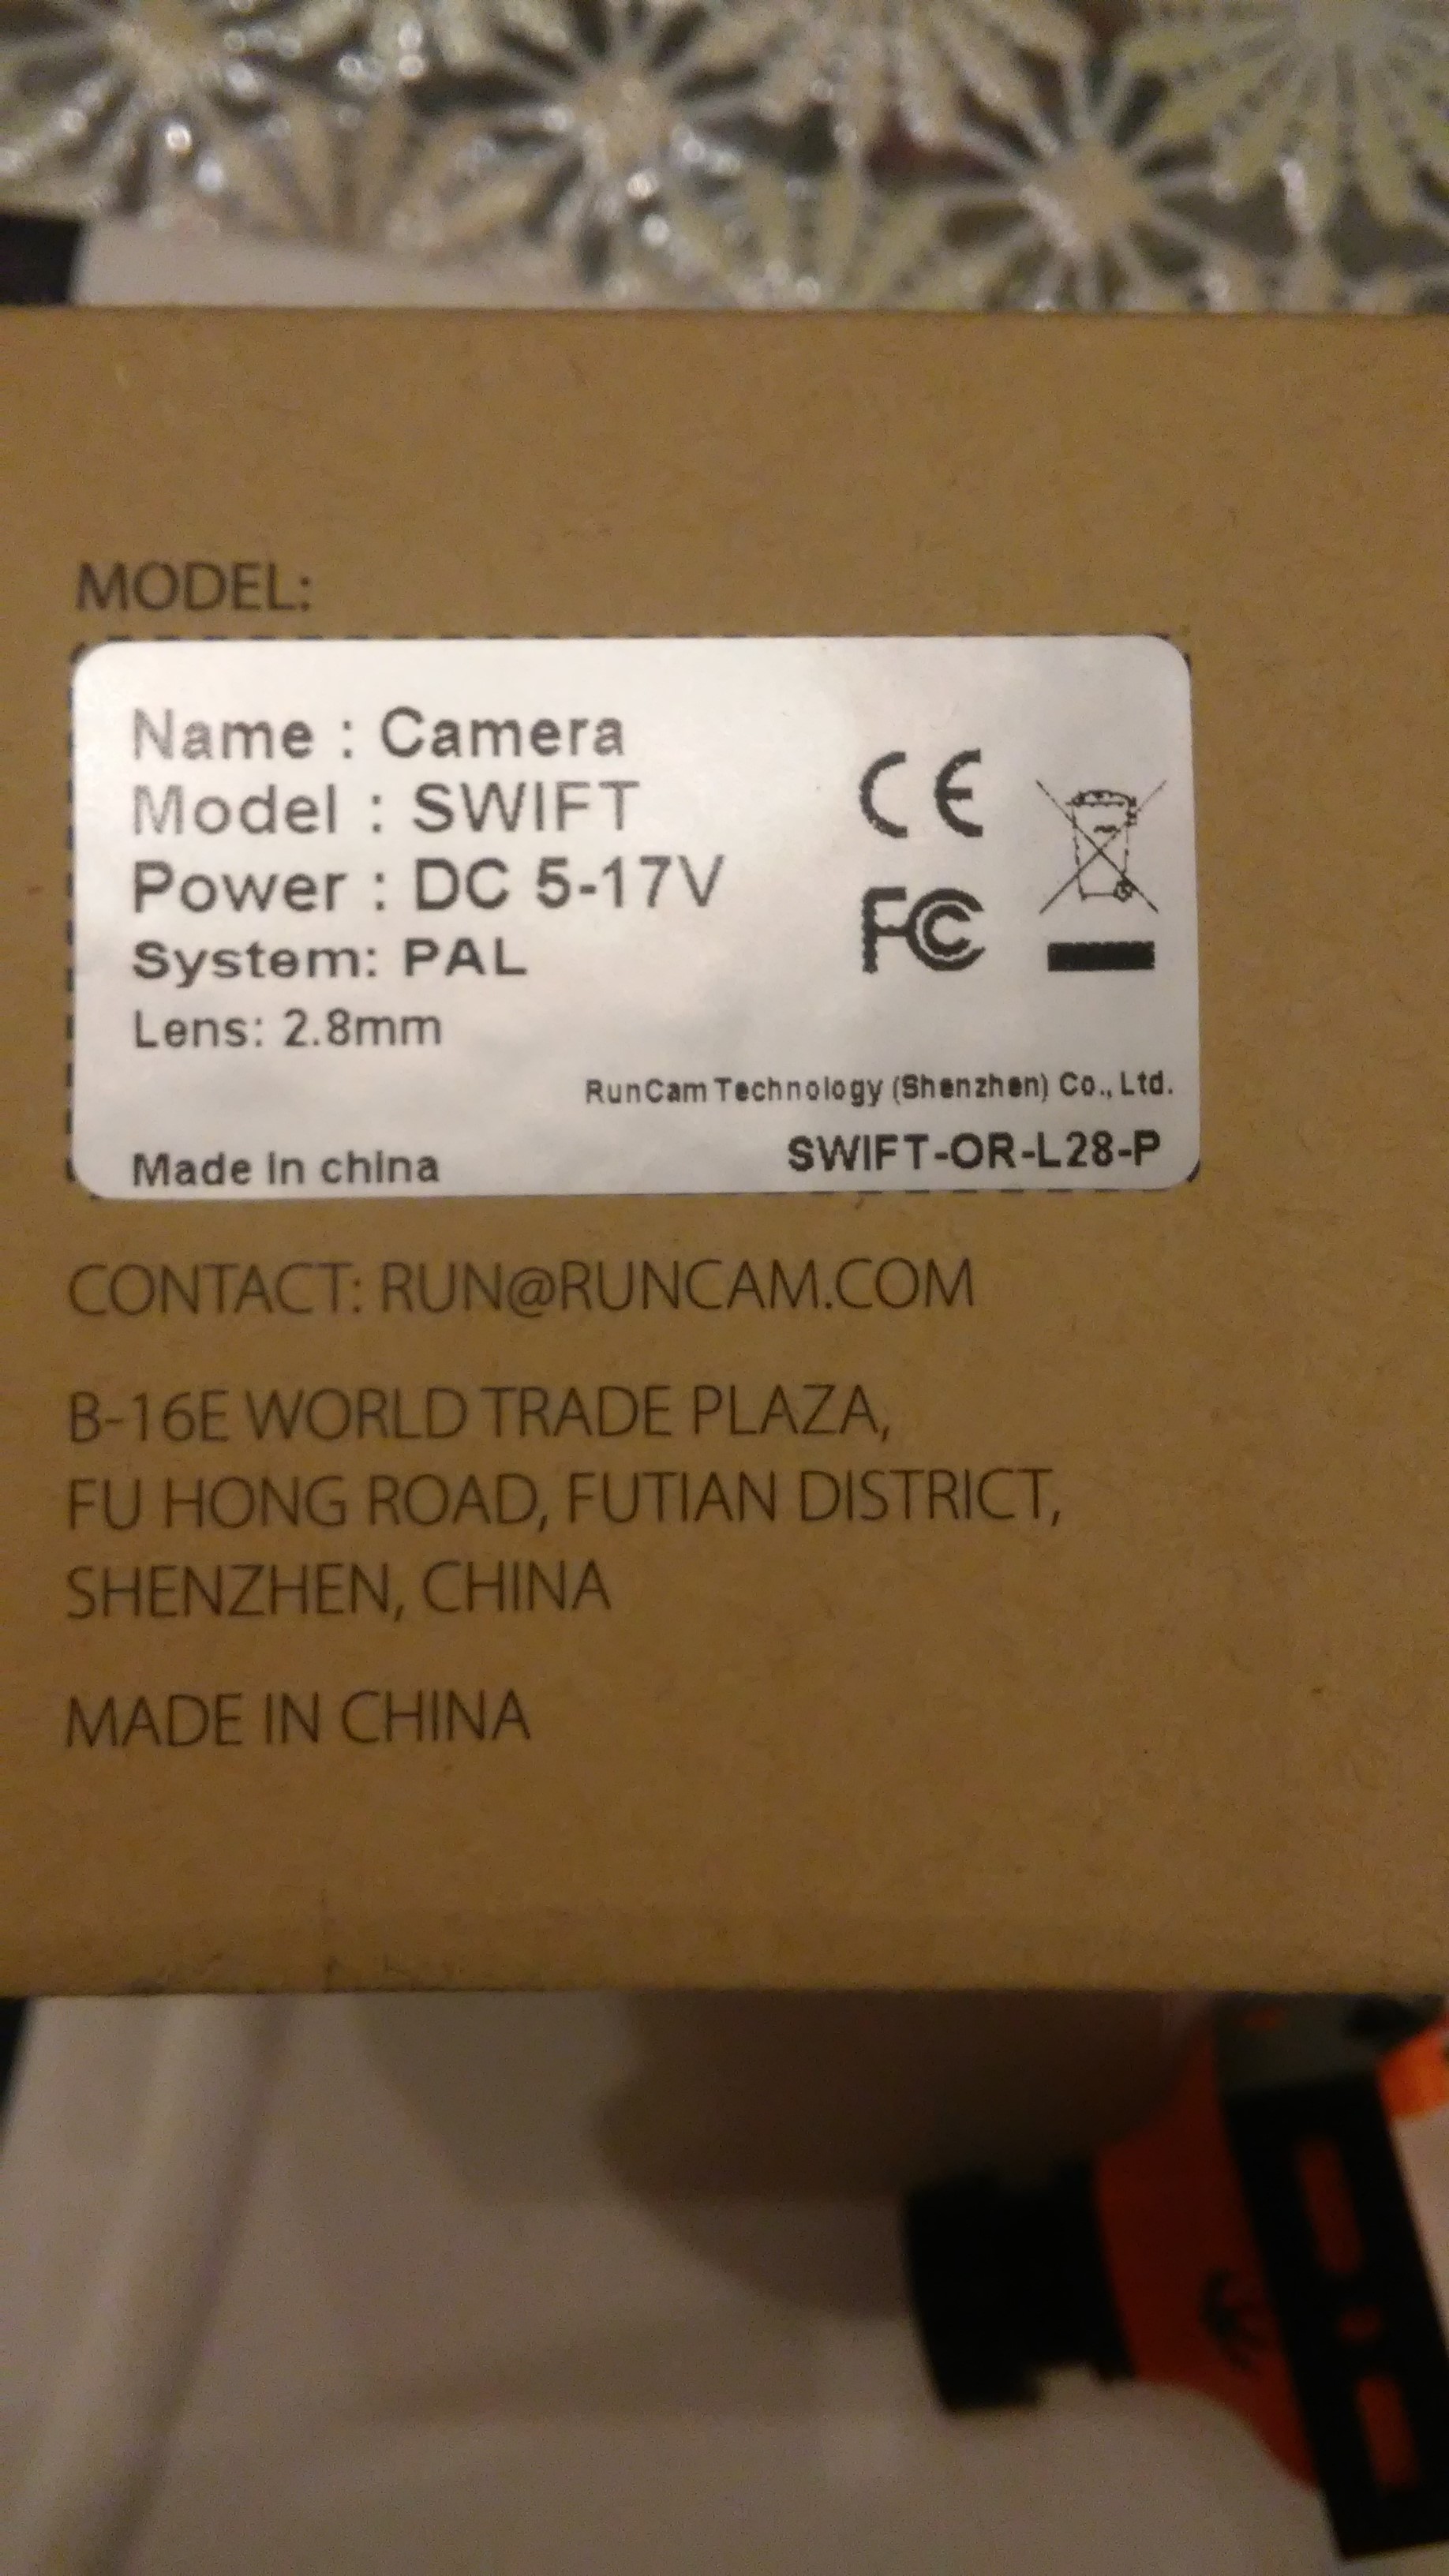 MODEL:
Name : Camera
Model : SWIFT
Power : DC 5-17V
System: PAL
Lens: 2.8mm
CE
FC
RunCam Technology (Shenzhen) Co., Ltd.
Made in china
SWIFT-OR-L28-P
CONTACT: RUN@RUNCAM.COM
B-16E WORLD TRADE PLAZA,
FU HONG ROAD, FUTIAN DISTRICT,
SHENZHEN, CHINA
MADE IN CHINA